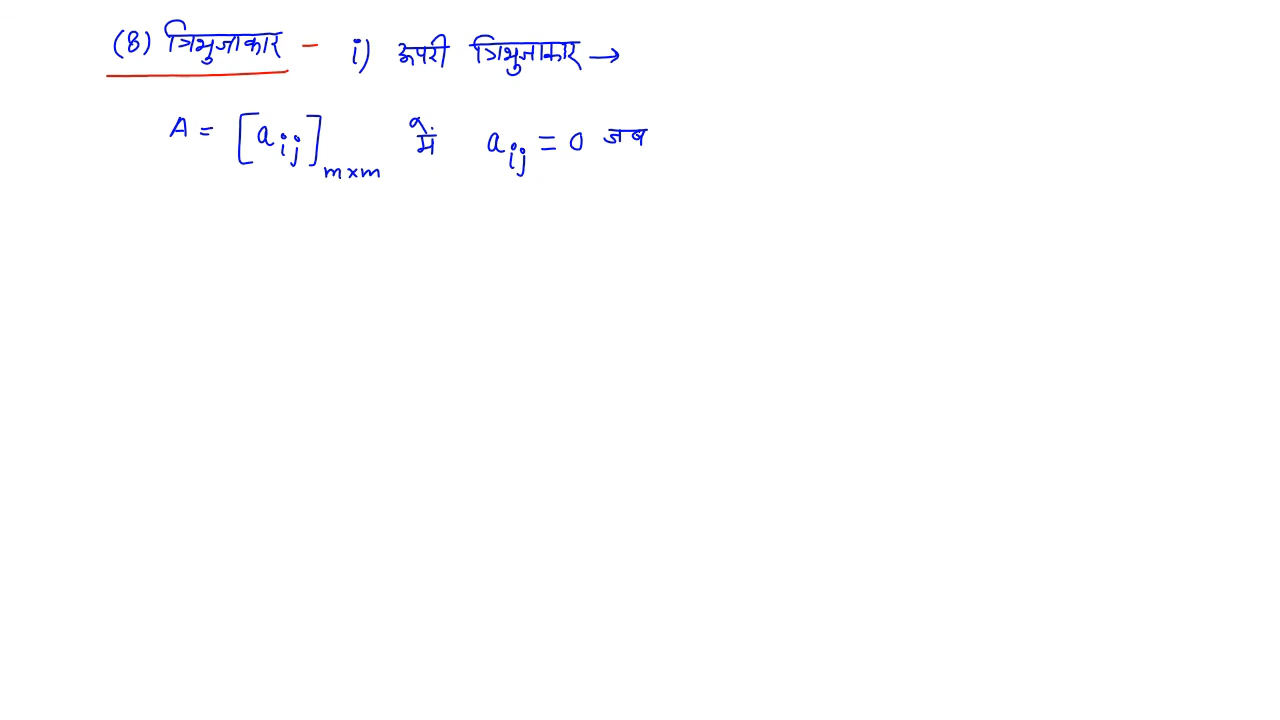 (8) त्रिभुजाकार - i) ऊपरी त्रिभुजाकार →
A = [aij]m×m में aij = 0 जब